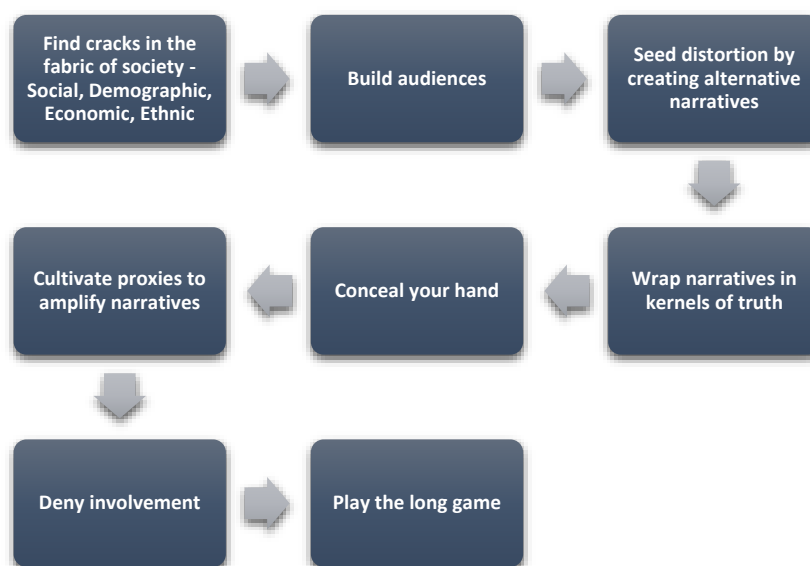 Find cracks in the
fabric of society -
Social, Demographic,
Economic, Ethnic
Build audiences
Seed distortion by
creating alternative
narratives
Wrap narratives in
kernels of truth
Conceal your hand
Cultivate proxies to
amplify narratives
Deny involvement
Play the long game